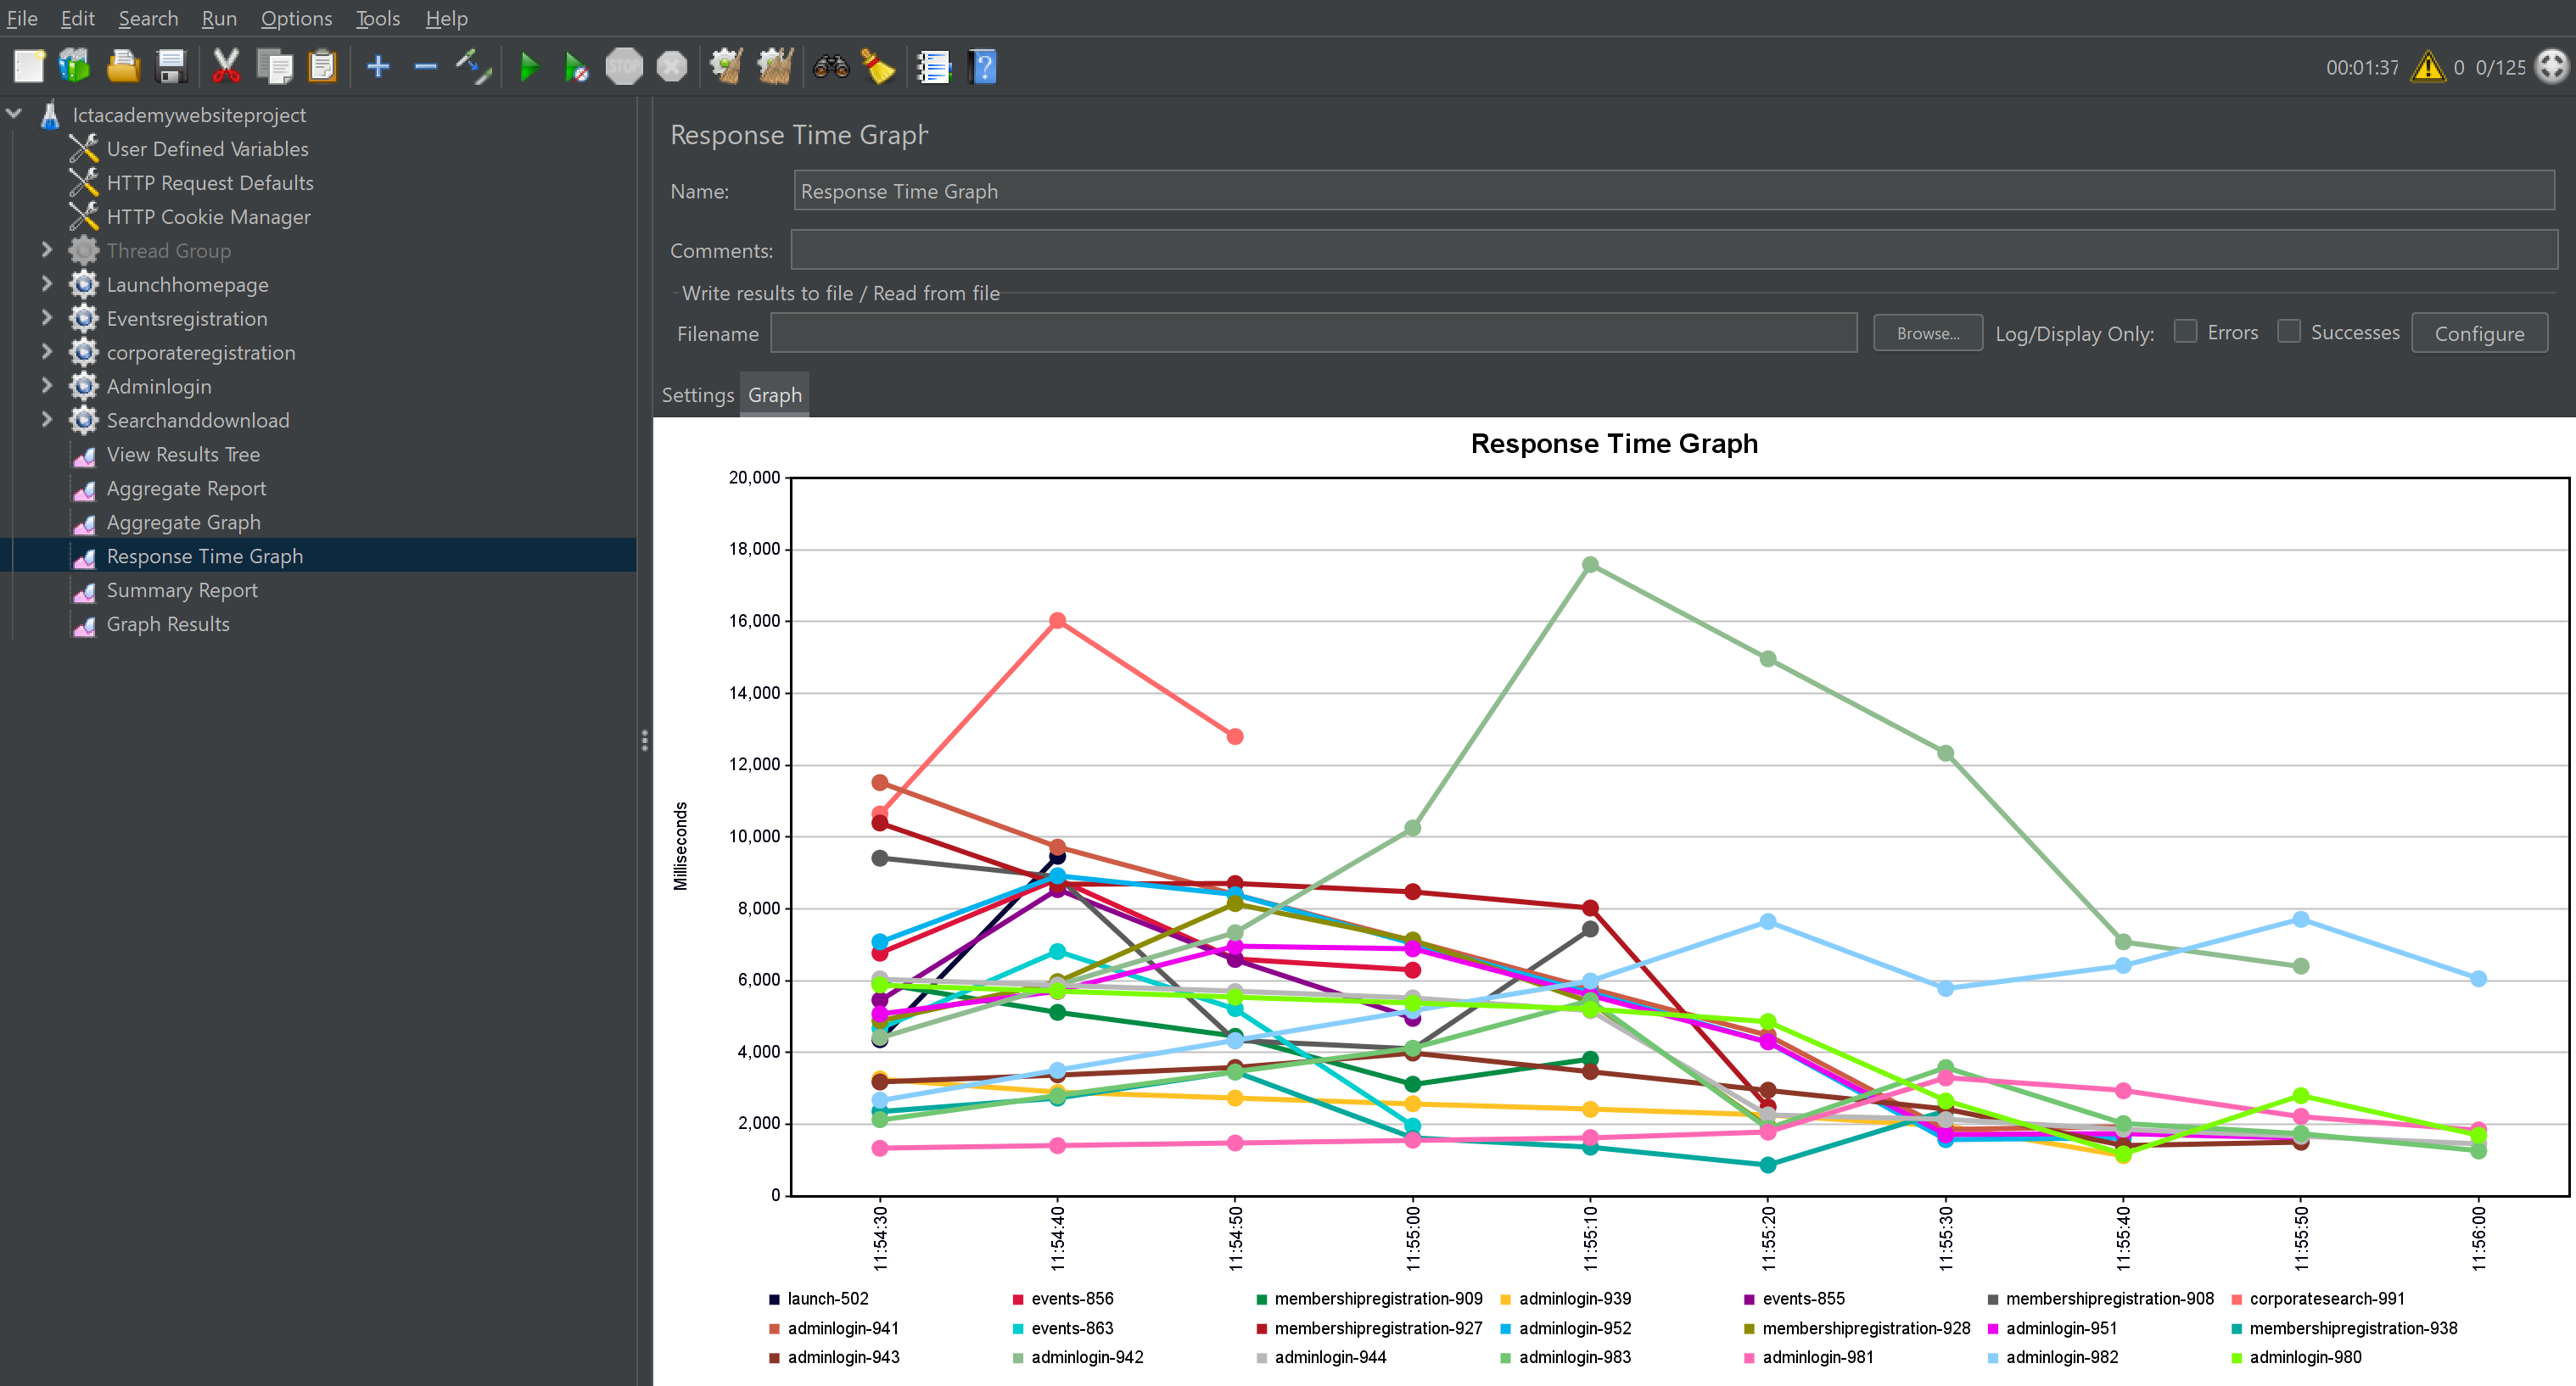 File Edit Search Run Options Tools Help
STOP
00:01:37 0 0/125
Ictacademywebsiteproject
User Defined Variables
HTTP Request Defaults
HTTP Cookie Manager
Thread Group
Launchhomepage
Eventsregistration
corporateregistration
Adminlogin
Searchanddownload
View Results Tree
Aggregate Report
Aggregate Graph
Response Time Graph
Summary Report
Graph Results
Response Time Graph
Name: Response Time Graph
Comments:
Write results to file / Read from file
Filename Browse... Log/Display Only: Errors Successes Configure
Settings Graph
Response Time Graph
Milliseconds
20,000
18,000
16,000
14,000
12,000
10,000
8,000
6,000
4,000
2,000
0
11:54:30 11:54:40 11:54:50 11:55:00 11:55:10 11:55:20 11:55:30 11:55:40 11:55:50 11:56:00
launch-502 events-856 membershipregistration-909 adminlogin-939 events-855 membershipregistration-908 corporatesearch-991
adminlogin-941 events-863 membershipregistration-927 adminlogin-952 membershipregistration-928 adminlogin-951 membershipregistration-938
adminlogin-943 adminlogin-942 adminlogin-944 adminlogin-983 adminlogin-981 adminlogin-982 adminlogin-980